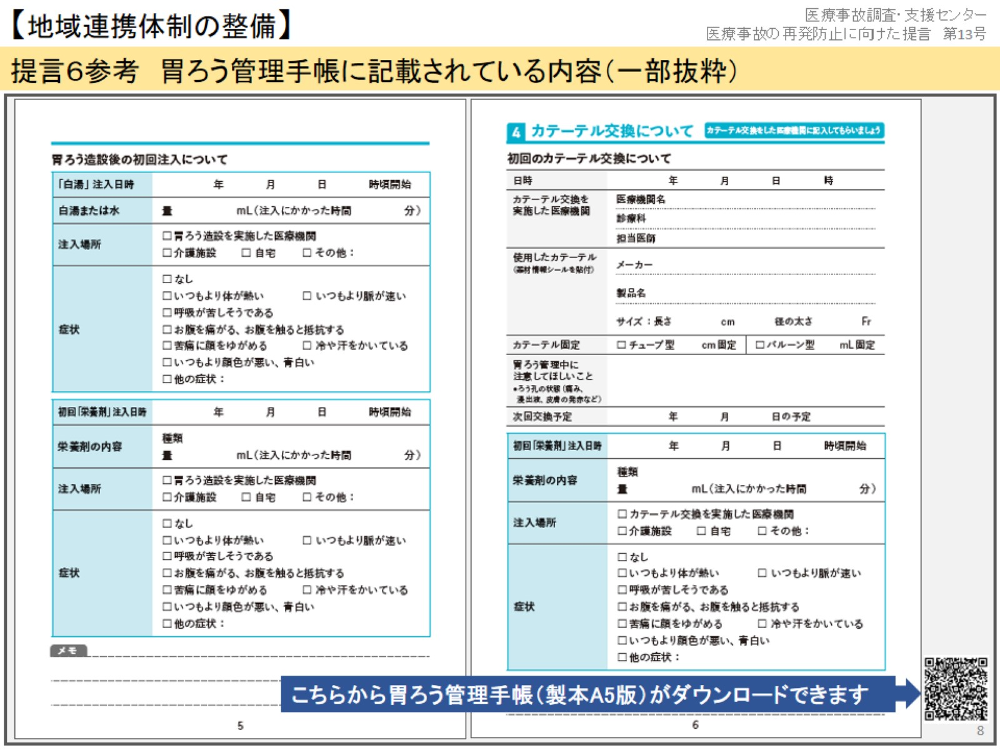 【地域連携体制の整備】
医療事故調査・支援センター
医療事故の再発防止に向けた提言 第13号
提言6参考 胃ろう管理手帳に記載されている内容(一部抜粋)
胃ろう造設後の初回注入について
「白湯」注入日時 年 月 日 時頃開始
白湯または水 量 mL(注入にかかった時間 分)
注入場所
□胃ろう造設を実施した医療機関
□介護施設 □自宅 □その他：
症状
□なし
□いつもより体が熱い □いつもより脈が速い
□呼吸が苦しそうである
□お腹を痛がる、お腹を触ると抵抗する
□苦痛に顔をゆがめる □冷や汗をかいている
□いつもより顔色が悪い、青白い
□他の症状：
初回「栄養剤」注入日時 年 月 日 時頃開始
栄養剤の内容
種類
量 mL(注入にかかった時間 分)
注入場所
□胃ろう造設を実施した医療機関
□介護施設 □自宅 □その他：
症状
□なし
□いつもより体が熱い □いつもより脈が速い
□呼吸が苦しそうである
□お腹を痛がる、お腹を触ると抵抗する
□苦痛に顔をゆがめる □冷や汗をかいている
□いつもより顔色が悪い、青白い
□他の症状：
メモ
5
4 カテーテル交換について カテーテル交換をした医療機関に記入してもらいましょう
初回のカテーテル交換について
日時 年 月 日 時
カテーテル交換を
実施した医療機関
医療機関名
診療科
担当医師
使用したカテーテル
(器材情報シールを貼付)
メーカー
製品名
サイズ：長さ cm 径の太さ Fr
カテーテル固定 □チューブ型 cm固定 □バルーン型 mL固定
胃ろう管理中に
注意してほしいこと
●ろう孔の状態(痛み、
浸出液、皮膚の発赤など)
次回交換予定 年 月 日の予定
初回「栄養剤」注入日時 年 月 日 時頃開始
栄養剤の内容
種類
量 mL(注入にかかった時間 分)
注入場所
□カテーテル交換を実施した医療機関
□介護施設 □自宅 □その他：
症状
□なし
□いつもより体が熱い □いつもより脈が速い
□呼吸が苦しそうである
□お腹を痛がる、お腹を触ると抵抗する
□苦痛に顔をゆがめる □冷や汗をかいている
□いつもより顔色が悪い、青白い
□他の症状：
こちらから胃ろう管理手帳(製本A5版)がダウンロードできます
6
8